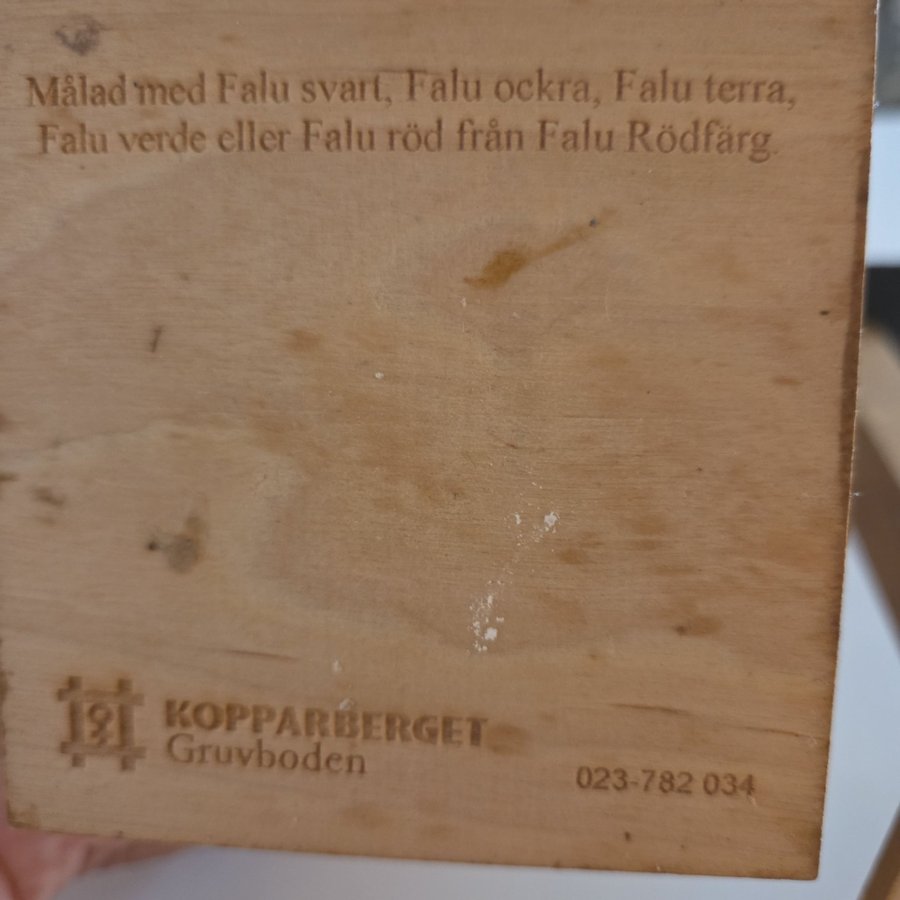 Målad med Falu svart, Falu ockra, Falu terra,
Falu verde eller Falu röd från Falu Rödfärg.
KOPPARBERGET
Gruvboden
023-782 034